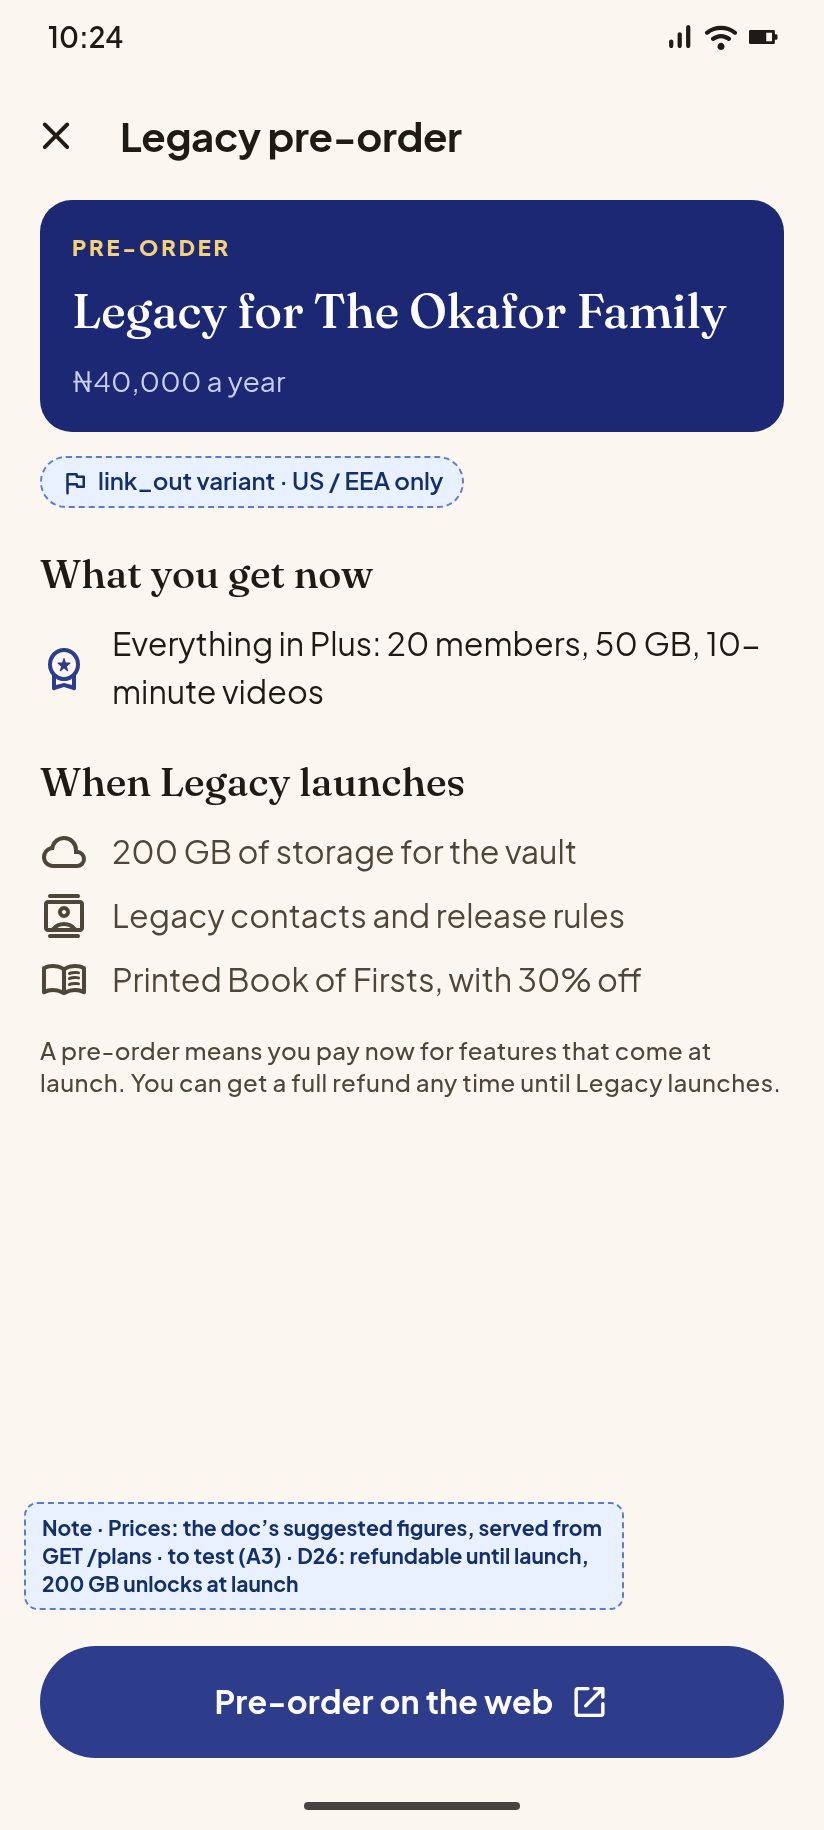 10:24
Legacy pre-order
PRE-ORDER
Legacy for The Okafor Family
₦40,000 a year
link_out variant · US / EEA only
What you get now
Everything in Plus: 20 members, 50 GB, 10-
minute videos
When Legacy launches
200 GB of storage for the vault
Legacy contacts and release rules
Printed Book of Firsts, with 30% off
A pre-order means you pay now for features that come at
launch. You can get a full refund any time until Legacy launches.
Note · Prices: the doc’s suggested figures, served from
GET /plans · to test (A3) · D26: refundable until launch,
200 GB unlocks at launch
Pre-order on the web